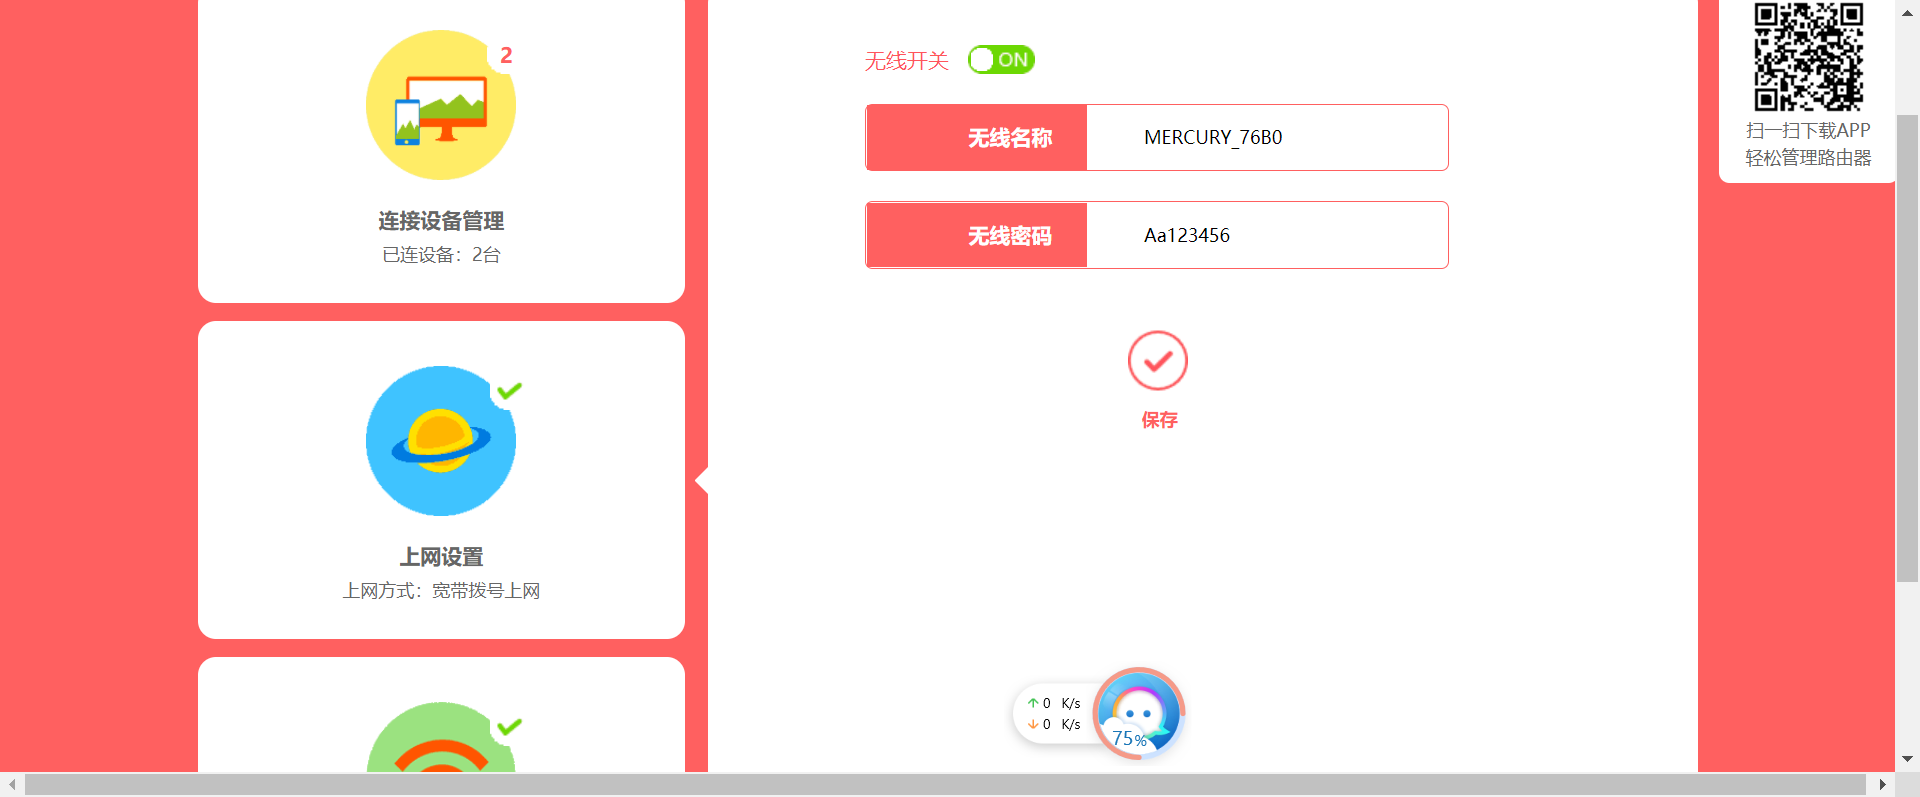 2
连接设备管理
已连设备：2台
上网设置
上网方式：宽带拨号上网
无线开关 ON
无线名称 MERCURY_76B0
无线密码 Aa123456
保存
0 K/s
0 K/s
75%
扫一扫下载APP
轻松管理路由器